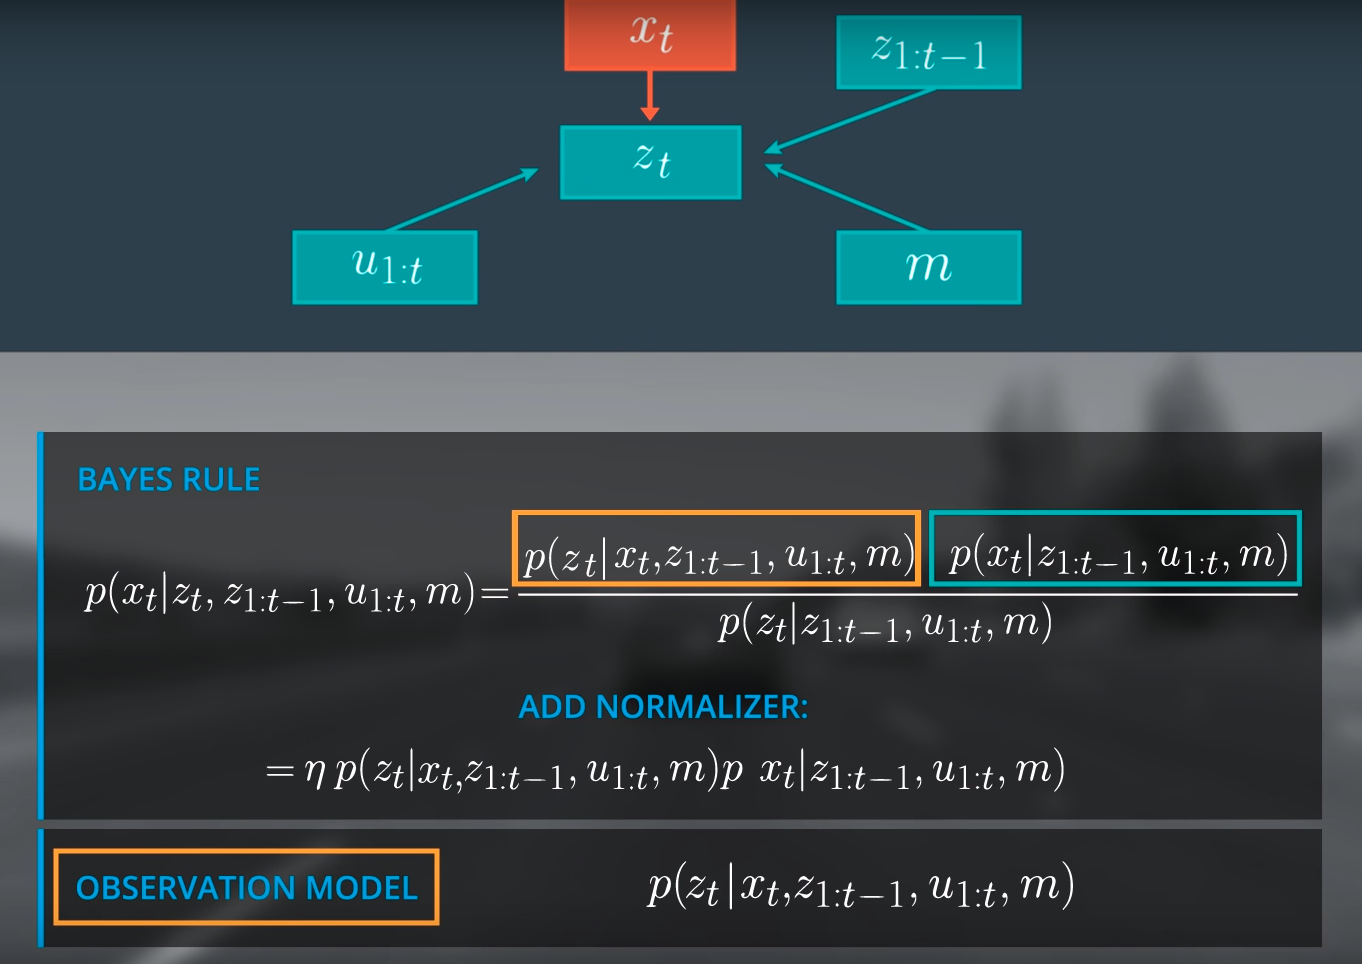 x_t
z_{1:t-1}
z_t
u_{1:t}
m
BAYES RULE
p(x_t|z_t, z_{1:t-1}, u_{1:t}, m) = \frac{p(z_t|x_t, z_{1:t-1}, u_{1:t}, m) p(x_t|z_{1:t-1}, u_{1:t}, m)}{p(z_t|z_{1:t-1}, u_{1:t}, m)}
ADD NORMALIZER:
= η p(z_t|x_t, z_{1:t-1}, u_{1:t}, m)p x_t|z_{1:t-1}, u_{1:t}, m)
OBSERVATION MODEL p(z_t|x_t, z_{1:t-1}, u_{1:t}, m)